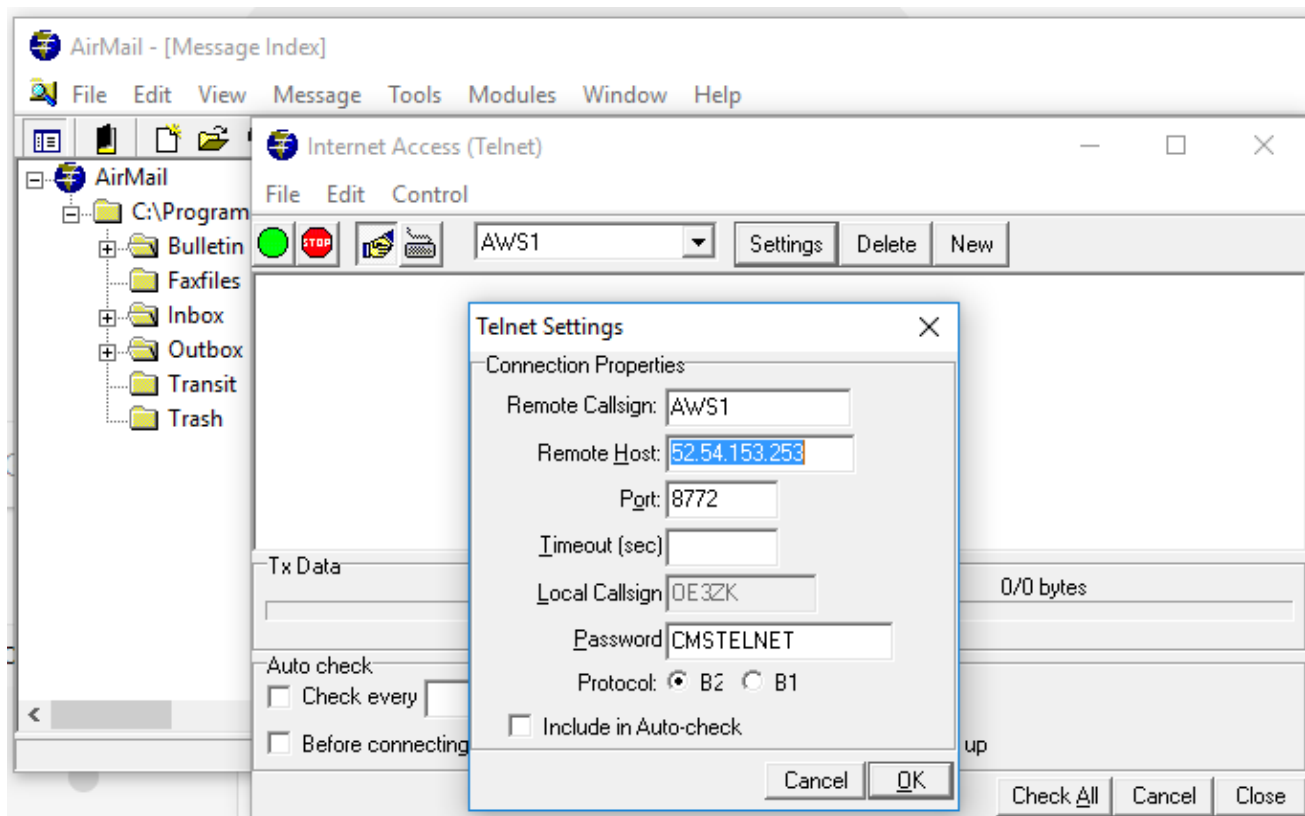 AirMail - [Message Index]
File Edit View Message Tools Modules Window Help
Internet Access (Telnet)
AirMail
File Edit Control
C:\Program
Bulletin
STOP
AWS1
Settings
Delete
New
Faxfiles
Inbox
Outbox
Transit
Trash
Telnet Settings
Connection Properties
Remote Callsign: AWS1
Remote Host: 52.54.153.253
Port: 8772
Timeout (sec)
Local Callsign OE3ZK
Password CMSTELNET
Protocol: B2 B1
Include in Auto-check
Cancel OK
Tx Data
0/0 bytes
Auto check
Check every
Before connecting
up
Check All Cancel Close